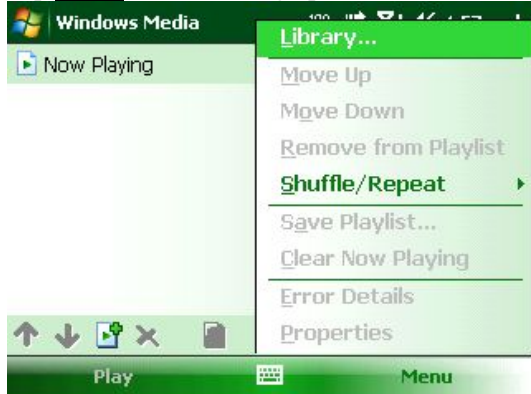 Windows Media
Library...
Now Playing
Move Up
Move Down
Remove from Playlist
Shuffle/Repeat
Save Playlist...
Clear Now Playing
Error Details
Properties
Play
Menu